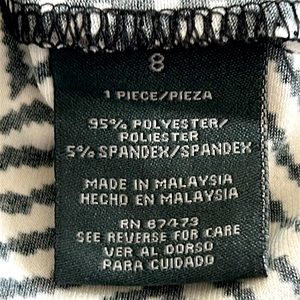 8
1 PIECE/PIEZA
95% POLYESTER/
POLIESTER
5% SPANDEX/SPANDEX
MADE IN MALAYSIA
HECHO EN MALAYSIA
RN 67473
SEE REVERSE FOR CARE
VER AL DORSO
PARA CUIDADO